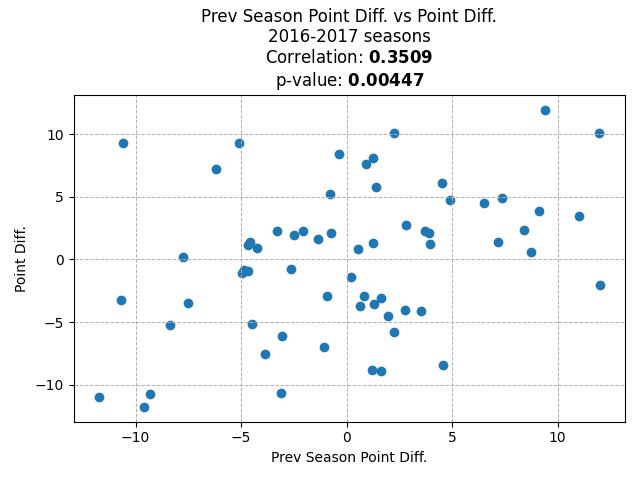 Prev Season Point Diff. vs Point Diff.
2016-2017 seasons
Correlation: 0.3509
p-value: 0.00447
10
5
0
−5
−10
Point Diff.
−10 −5 0 5 10
Prev Season Point Diff.